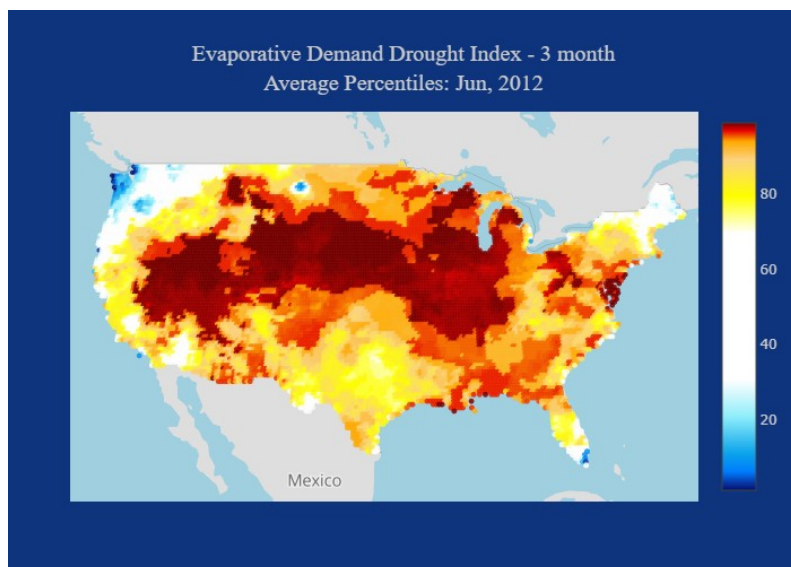 Evaporative Demand Drought Index - 3 month
Average Percentiles: Jun, 2012
80
60
40
20
Mexico